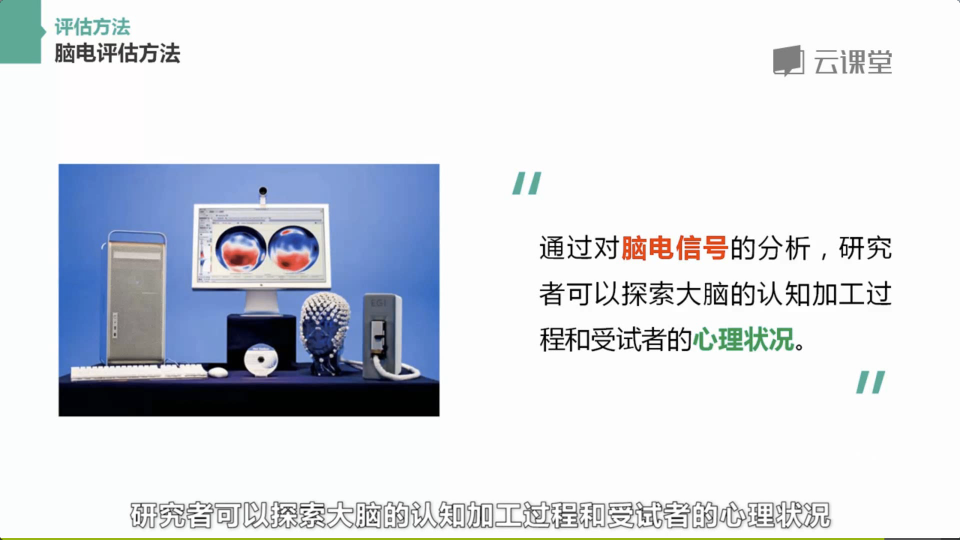 评估方法
脑电评估方法
云课堂
EGI
通过对脑电信号的分析，研究
者可以探索大脑的认知加工过
程和受试者的心理状况。
研究者可以探索大脑的认知加工过程和受试者的心理状况